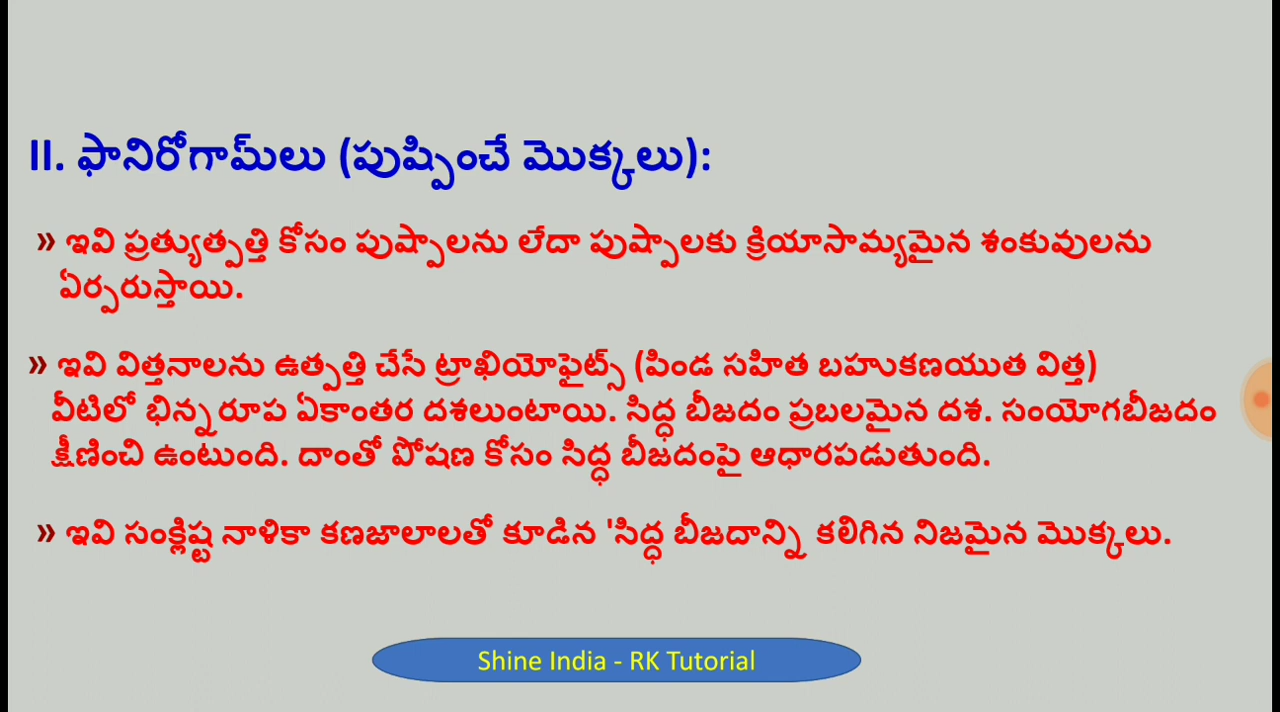 II. ఫానిరోగామ్‌లు (పుష్పించే మొక్కలు):
» ఇవి ప్రత్యుత్పత్తి కోసం పుష్పాలను లేదా పుష్పాలకు క్రియాసామ్యమైన శంకువులను
ఏర్పరుస్తాయి.
» ఇవి విత్తనాలను ఉత్పత్తి చేసే ట్రాఖియోఫైట్స్ (పిండ సహిత బహుకణయుత విత్త)
వీటిలో భిన్నరూప ఏకాంతర దశలుంటాయి. సిద్ధ బీజదం ప్రబలమైన దశ. సంయోగబీజదం
క్షీణించి ఉంటుంది. దాంతో పోషణ కోసం సిద్ధ బీజదంపై ఆధారపడుతుంది.
» ఇవి సంక్లిష్ట నాళికా కణజాలాలతో కూడిన 'సిద్ధ బీజదాన్ని కలిగిన నిజమైన మొక్కలు.
Shine India - RK Tutorial